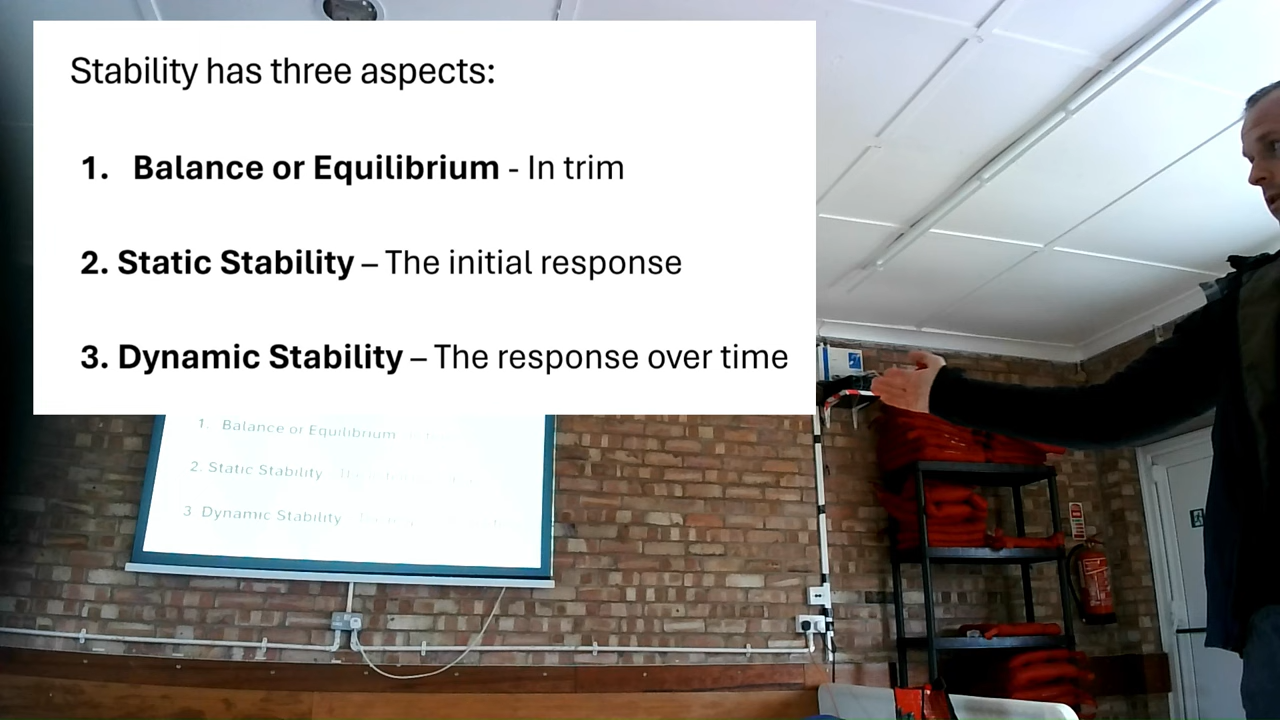 Stability has three aspects:
1. Balance or Equilibrium - In trim
2. Static Stability – The initial response
3. Dynamic Stability – The response over time
1. Balance or Equilibrium
2. Static Stability
3 Dynamic Stability